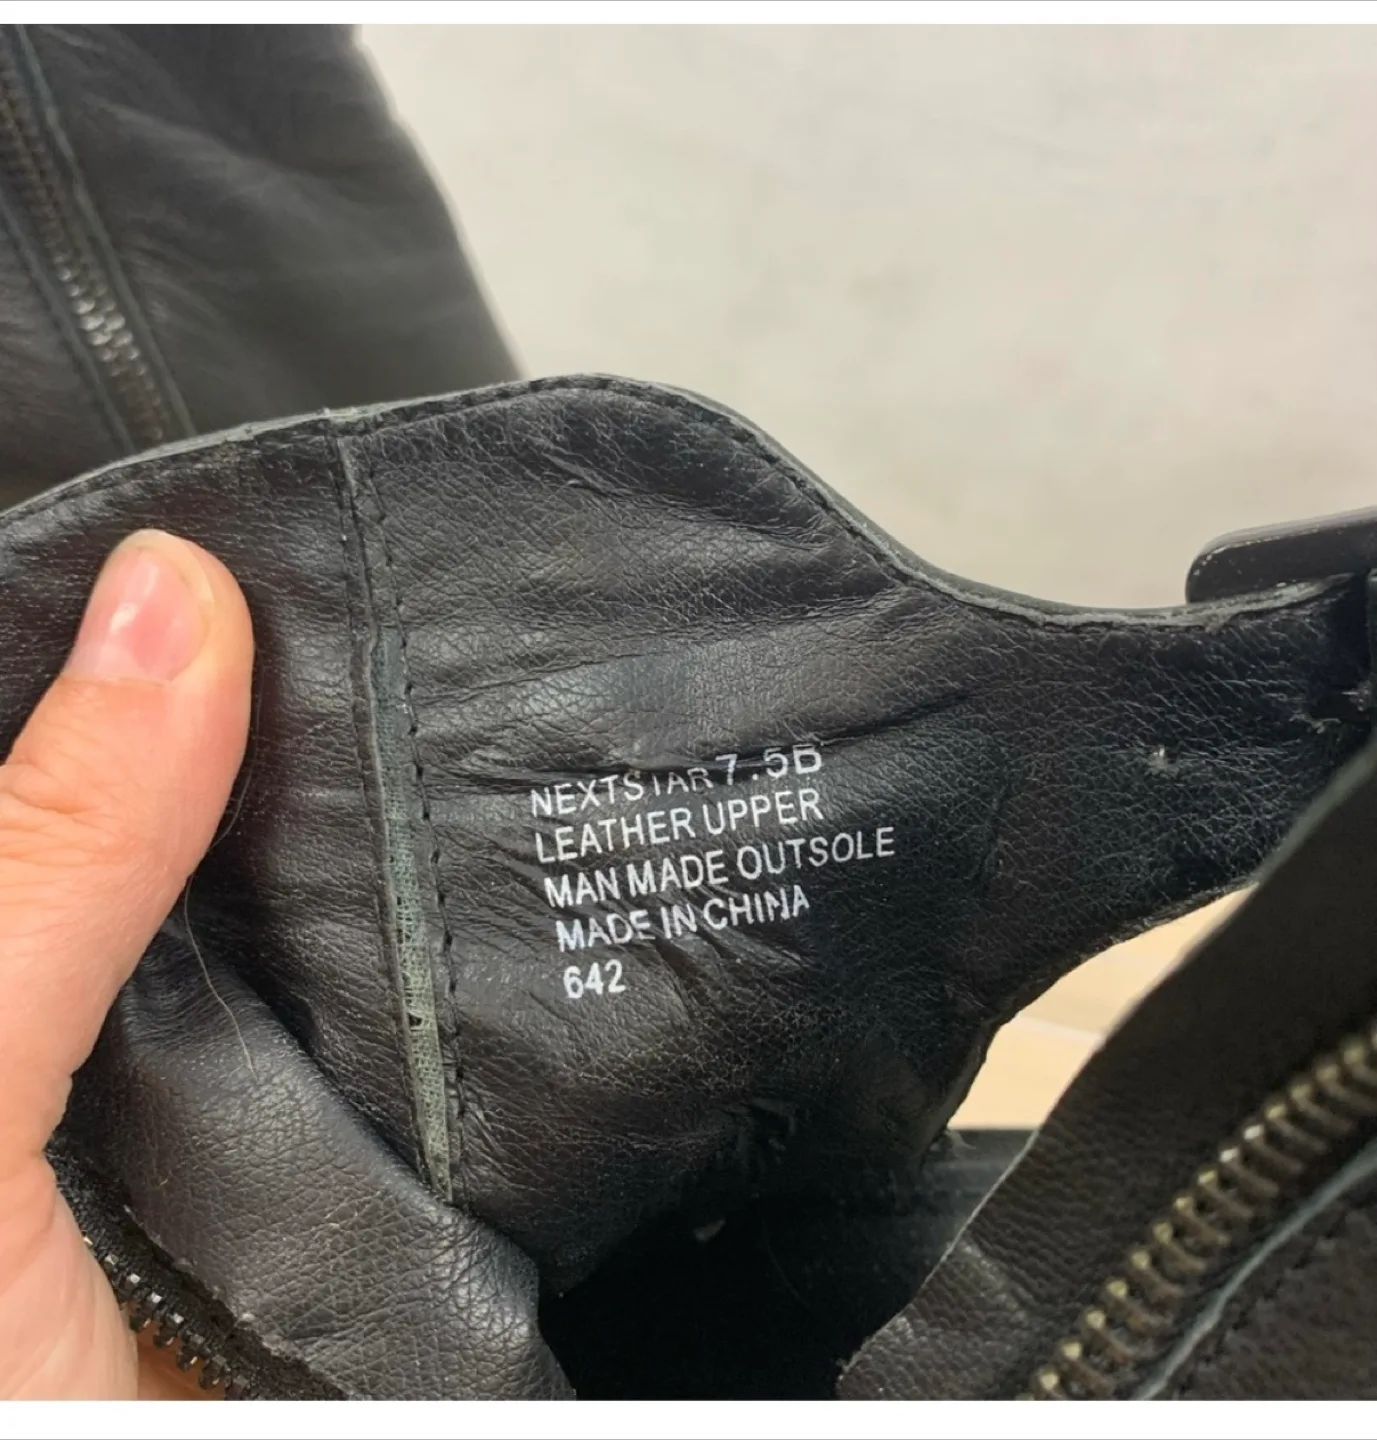 NEXTSTAR 7.5B
LEATHER UPPER
MAN MADE OUTSOLE
MADE IN CHINA
642